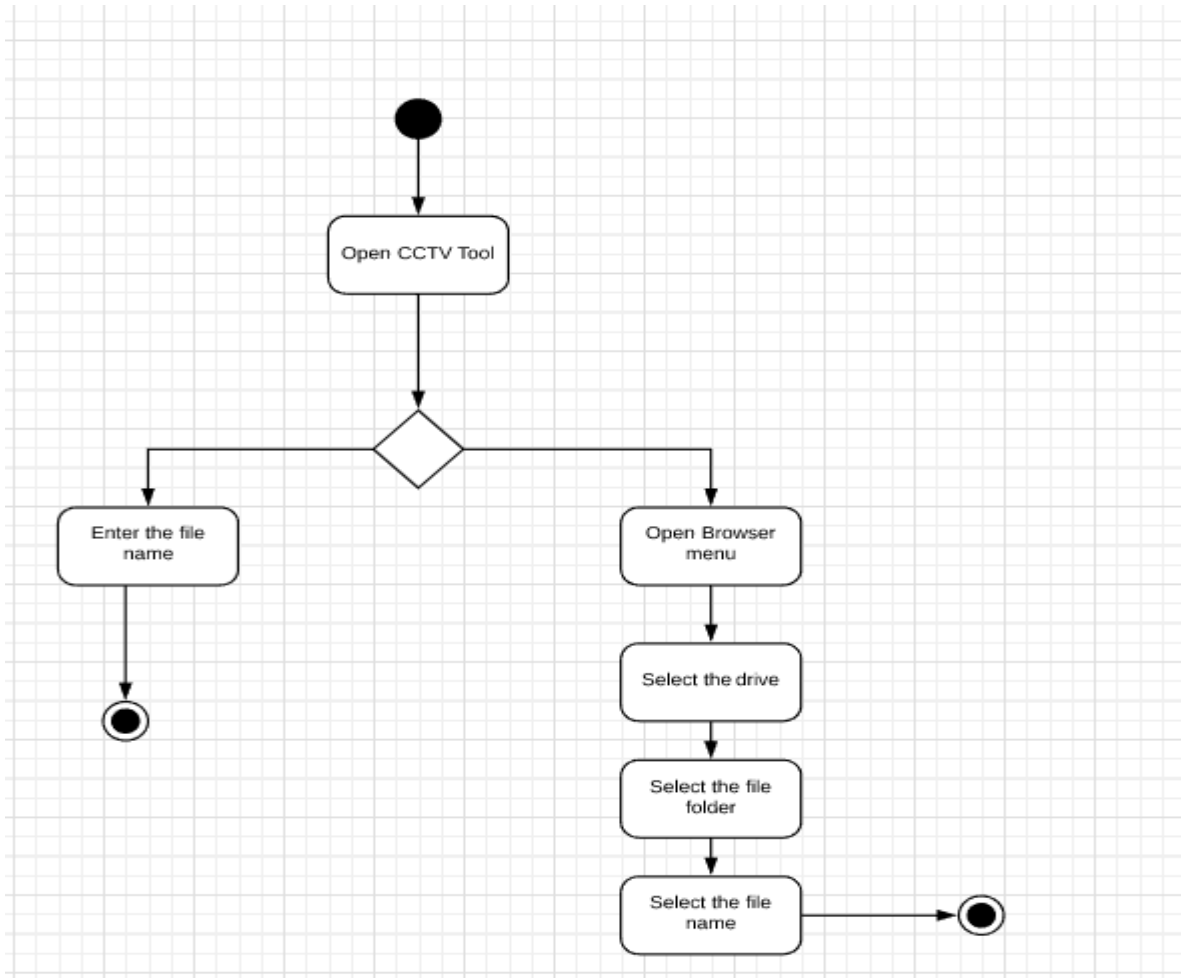 Open CCTV Tool
Enter the file
name
Open Browser
menu
Select the drive
Select the file
folder
Select the file
name